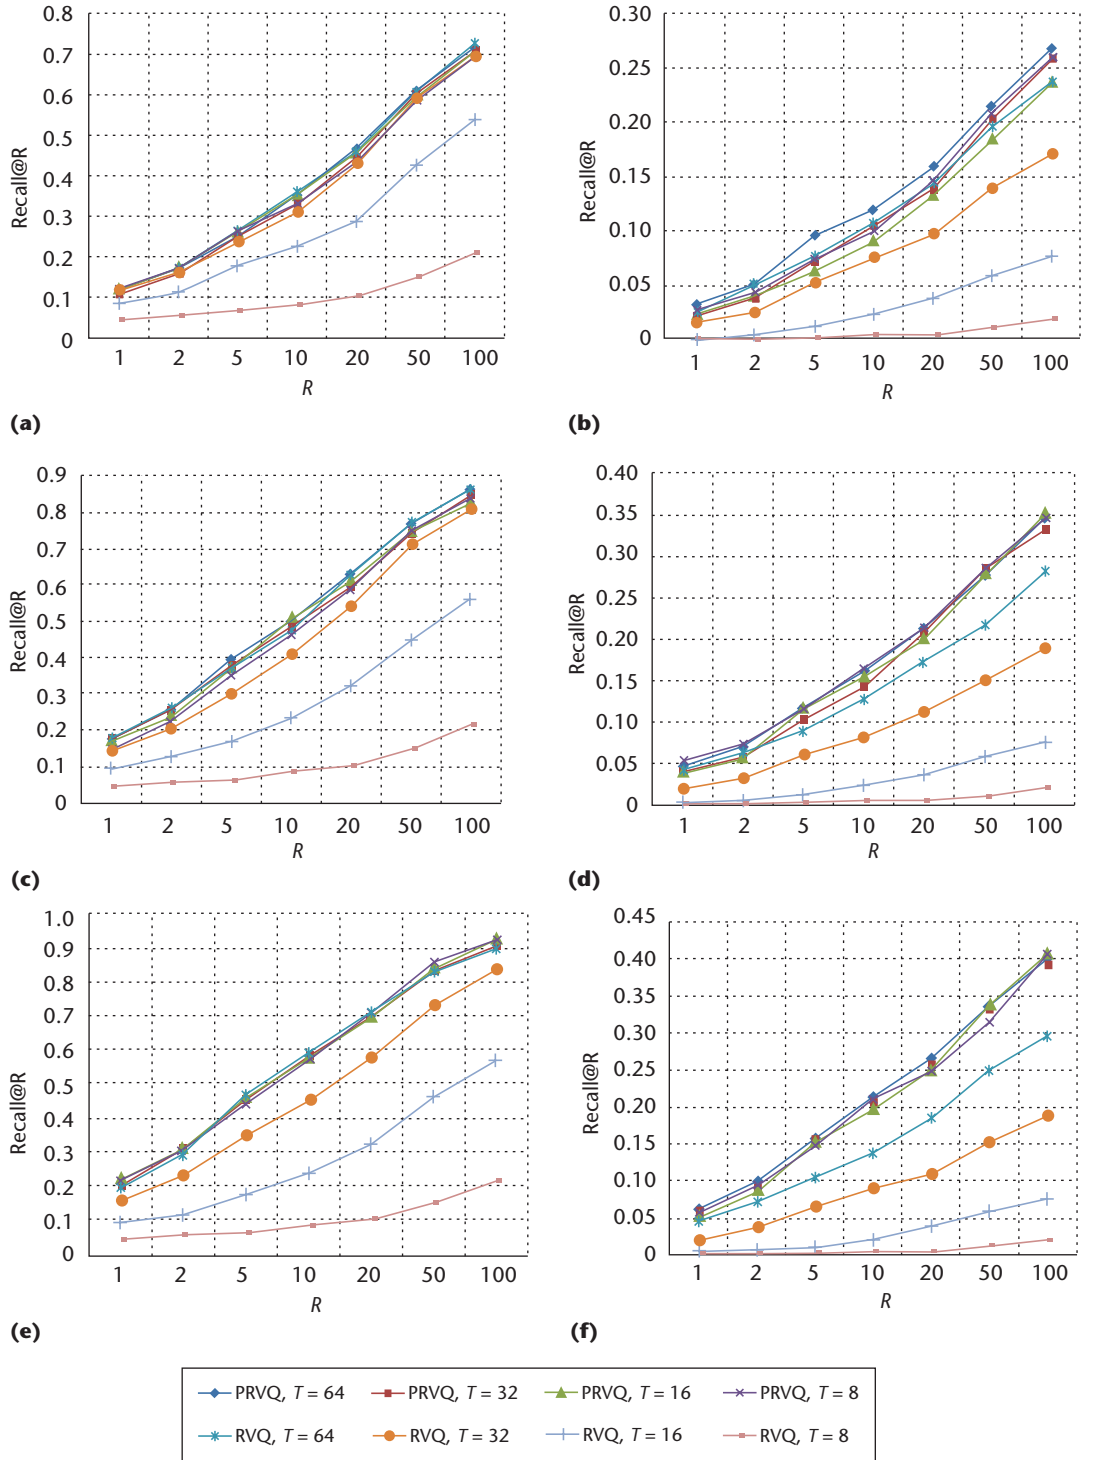 0.8
0.7
0.6
0.5
0.4
0.3
0.2
0.1
0
Recall@R
1 2 5 10 20 50 100
R
(a)
0.30
0.25
0.20
0.15
0.10
0.05
0
Recall@R
1 2 5 10 20 50 100
R
(b)
0.9
0.8
0.7
0.6
0.5
0.4
0.3
0.2
0.1
0
Recall@R
1 2 5 10 20 50 100
R
(c)
0.40
0.35
0.30
0.25
0.20
0.15
0.10
0.05
0
Recall@R
1 2 5 10 20 50 100
R
(d)
1.0
0.9
0.8
0.7
0.6
0.5
0.4
0.3
0.2
0.1
0
Recall@R
1 2 5 10 20 50 100
R
(e)
0.45
0.40
0.35
0.30
0.25
0.20
0.15
0.10
0.05
0
Recall@R
1 2 5 10 20 50 100
R
(f)
PRVQ, T = 64 PRVQ, T = 32 PRVQ, T = 16 PRVQ, T = 8
RVQ, T = 64 RVQ, T = 32 RVQ, T = 16 RVQ, T = 8